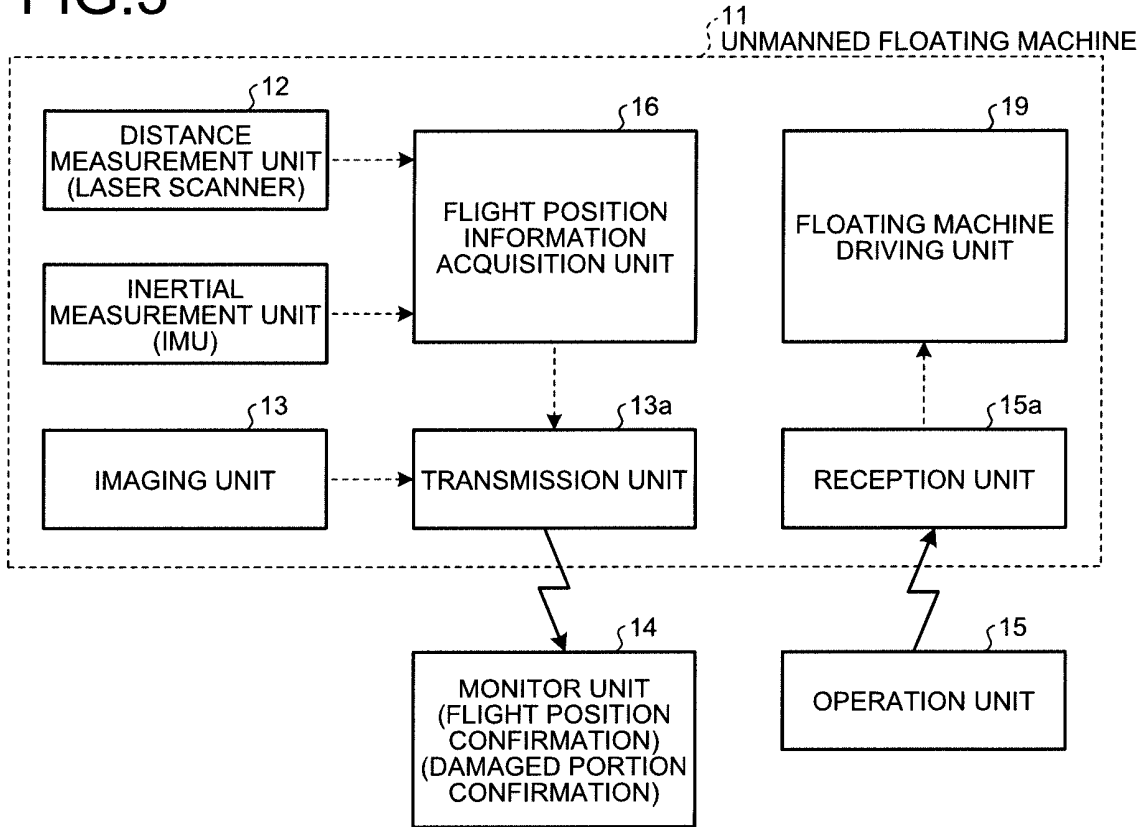 11
UNMANNED FLOATING MACHINE
12
DISTANCE
MEASUREMENT UNIT
(LASER SCANNER)
16
FLIGHT POSITION
INFORMATION
ACQUISITION UNIT
19
FLOATING MACHINE
DRIVING UNIT
INERTIAL
MEASUREMENT UNIT
(IMU)
13
IMAGING UNIT
13a
TRANSMISSION UNIT
15a
RECEPTION UNIT
14
MONITOR UNIT
(FLIGHT POSITION
CONFIRMATION)
(DAMAGED PORTION
CONFIRMATION)
15
OPERATION UNIT